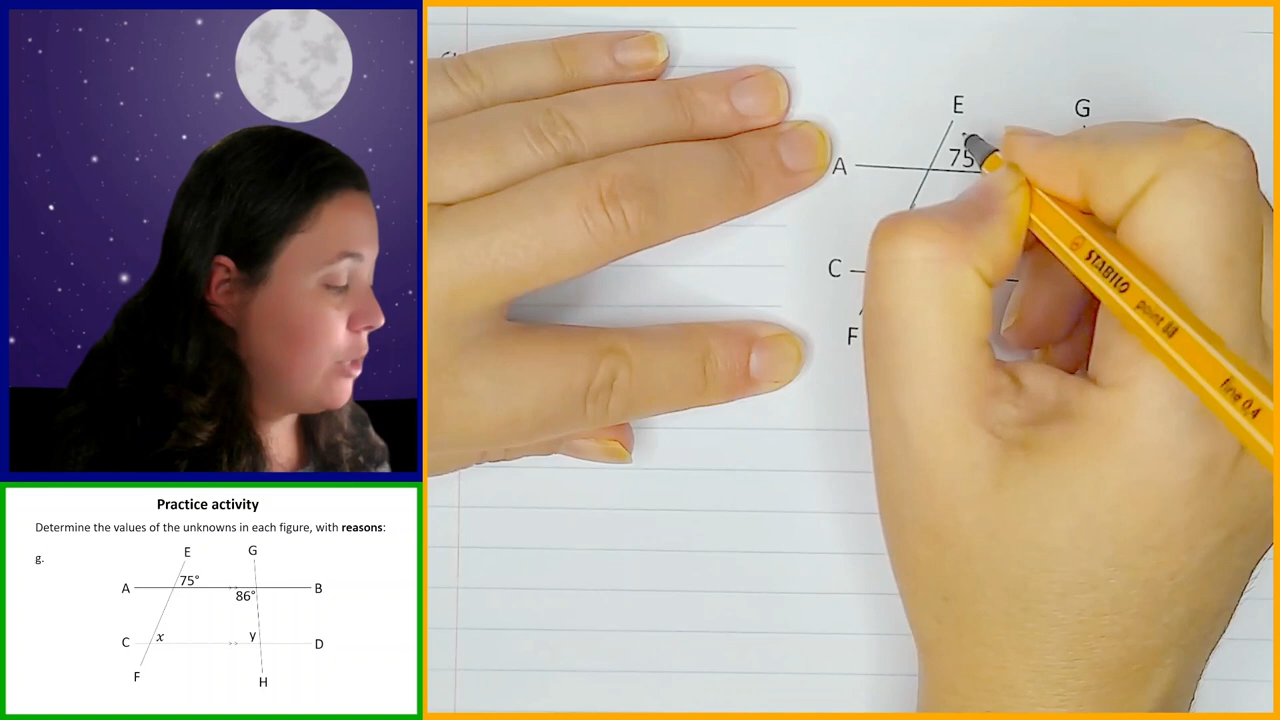 Practice activity
Determine the values of the unknowns in each figure, with reasons:
g.
E G
75°
A B
86°
C x y D
F
H
E G
75
A
C
F
STABILO point 88 fine 0,4